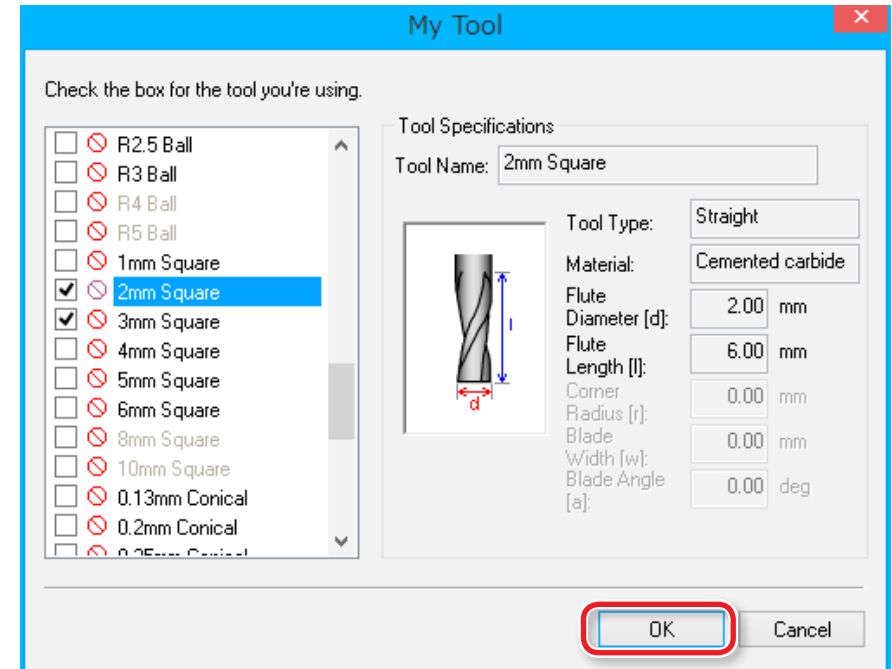 My Tool
Check the box for the tool you're using.
R2.5 Ball
R3 Ball
R4 Ball
R5 Ball
1mm Square
2mm Square
3mm Square
4mm Square
5mm Square
6mm Square
8mm Square
10mm Square
0.13mm Conical
0.2mm Conical
Tool Specifications
Tool Name: 2mm Square
l
d
Tool Type: Straight
Material: Cemented carbide
Flute
Diameter [d]: 2.00 mm
Flute
Length [l]: 6.00 mm
Corner
Radius [r]: 0.00 mm
Blade
Width [w]: 0.00 mm
Blade Angle
[a]: 0.00 deg
OK Cancel